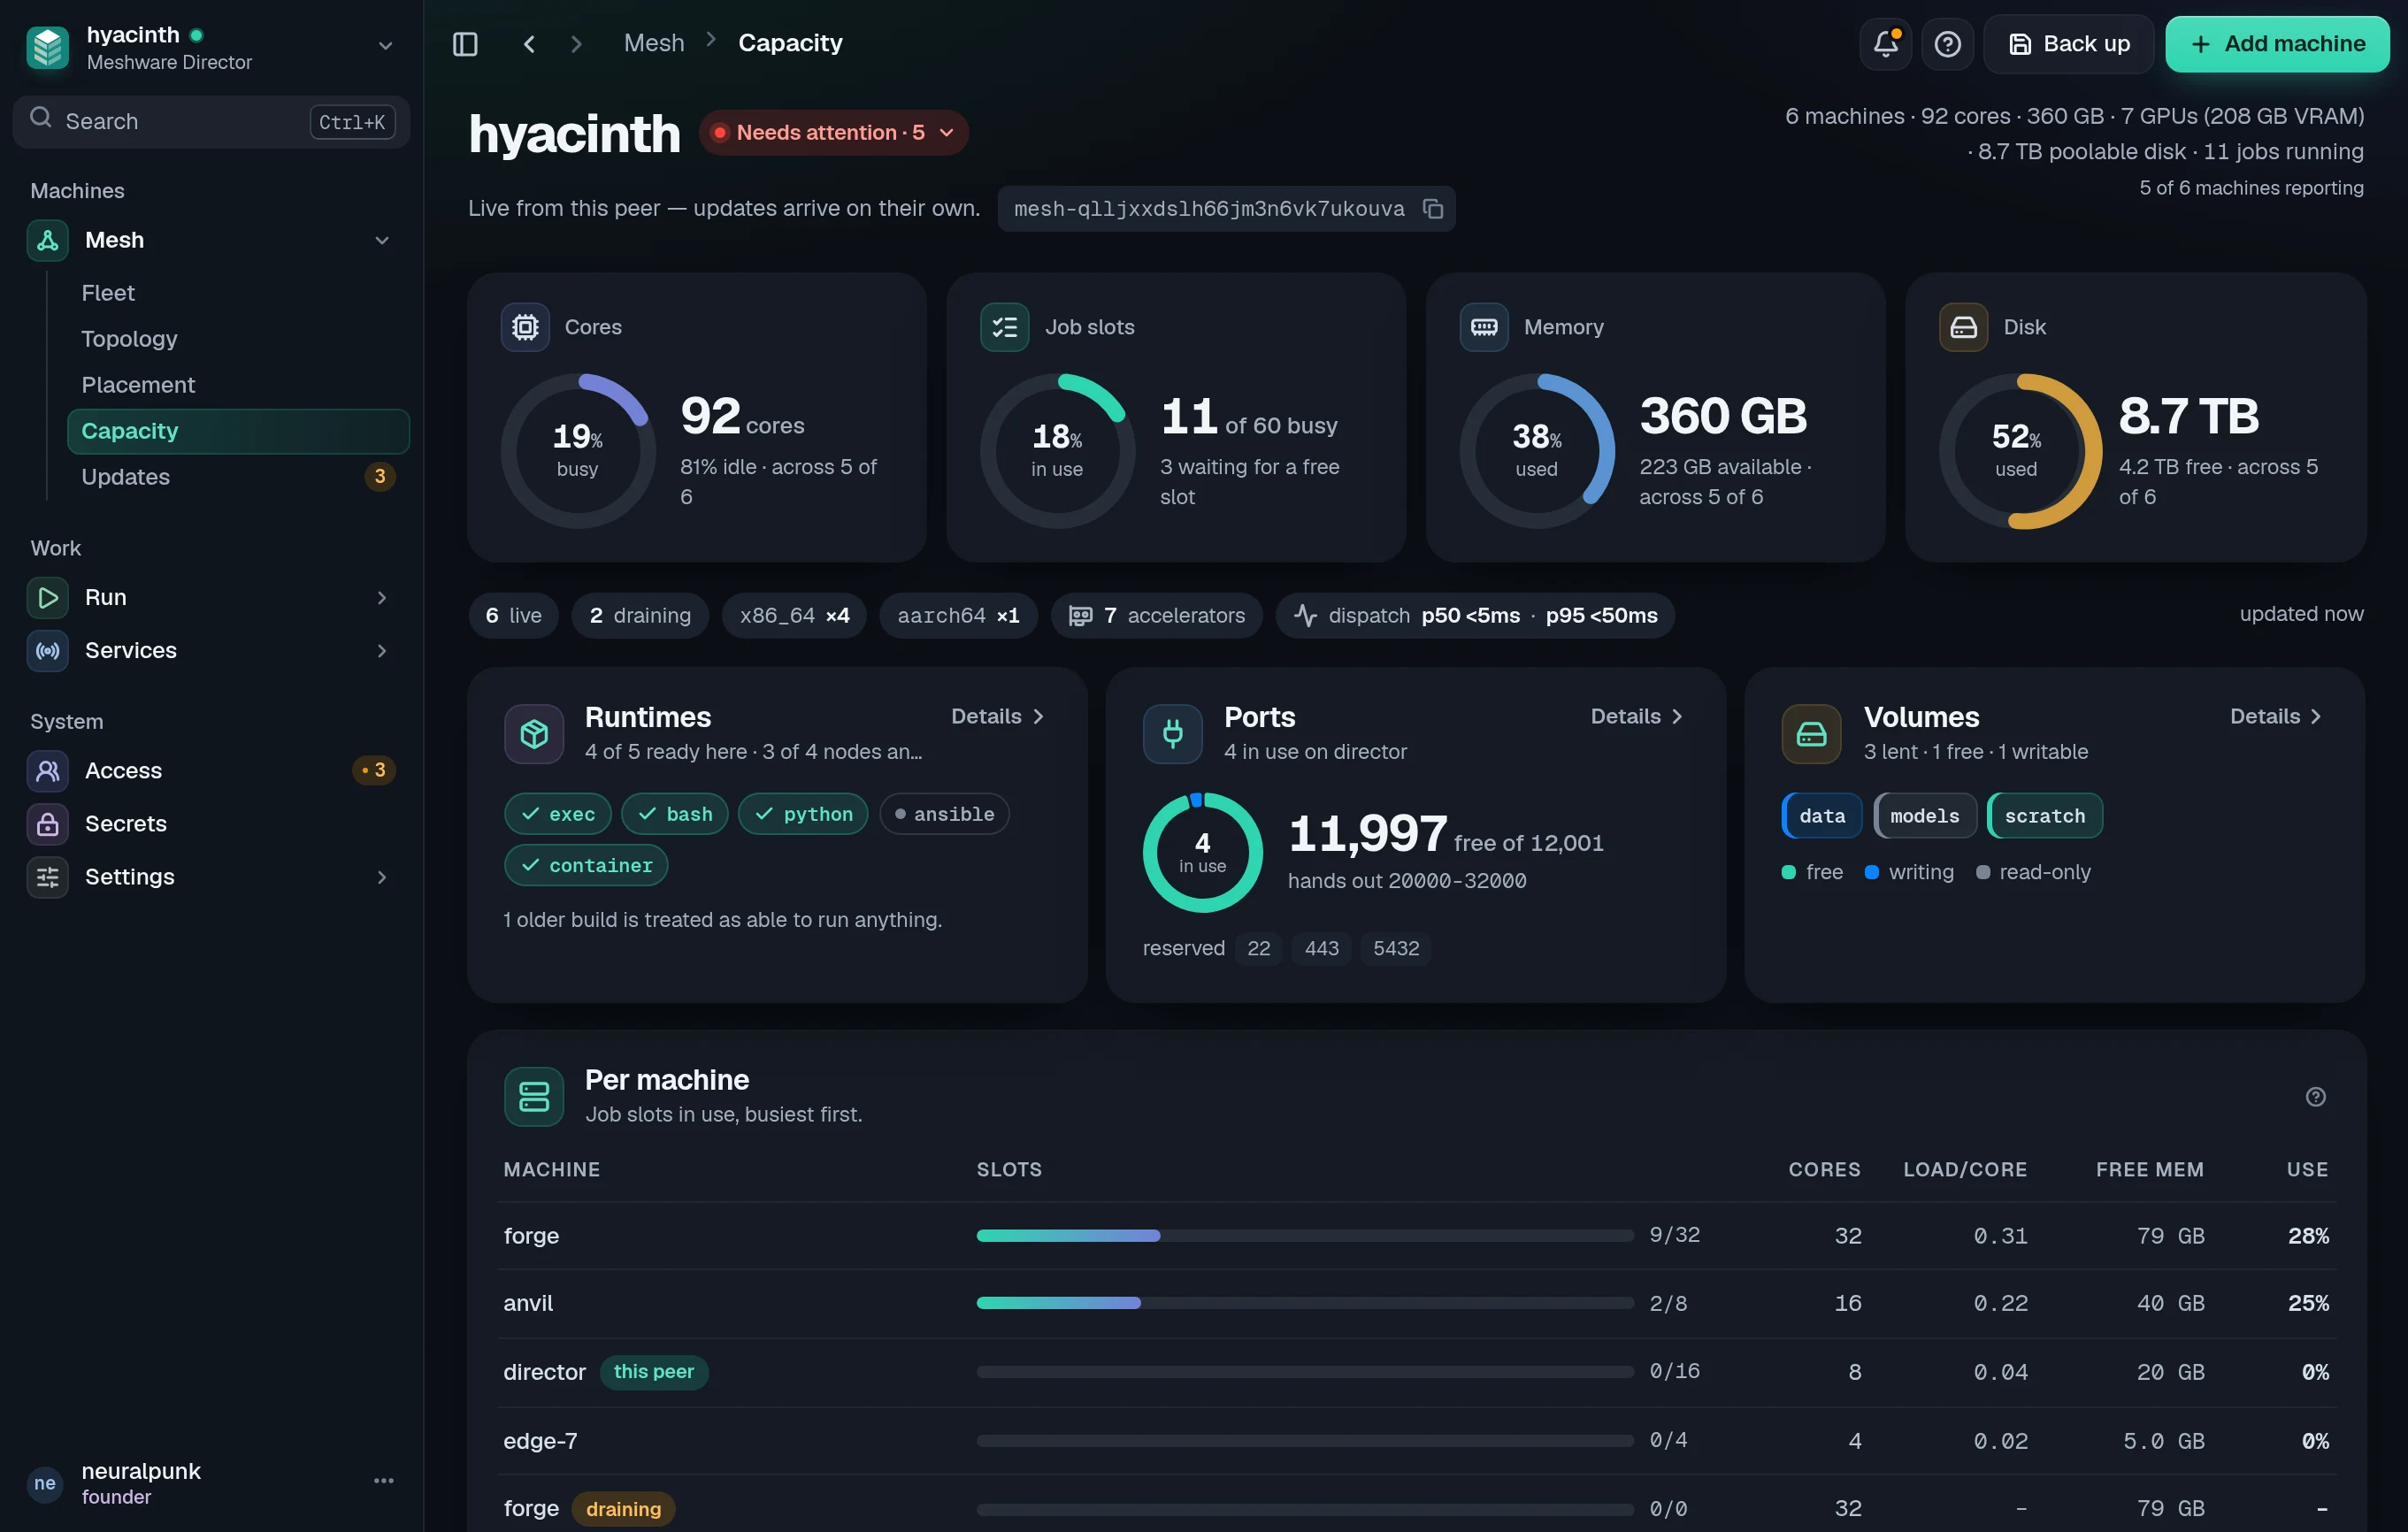 hyacinth
Meshware Director
Search
Ctrl+K
Machines
Mesh
Fleet
Topology
Placement
Capacity
Updates 3
Work
Run
Services
System
Access 3
Secrets
Settings
ne
neuralpunk
founder
Mesh
Capacity
Back up
Add machine
hyacinth
Needs attention · 5
6 machines · 92 cores · 360 GB · 7 GPUs (208 GB VRAM)
· 8.7 TB poolable disk · 11 jobs running
5 of 6 machines reporting
Live from this peer — updates arrive on their own.
mesh-qlljxxdslh66jm3n6vk7ukouva
Cores
19%
busy
92 cores
81% idle · across 5 of
6
Job slots
18%
in use
11 of 60 busy
3 waiting for a free
slot
Memory
38%
used
360 GB
223 GB available ·
across 5 of 6
Disk
52%
used
8.7 TB
4.2 TB free · across 5
of 6
6 live
2 draining
x86_64 ×4
aarch64 ×1
7 accelerators
dispatch p50 <5ms · p95 <50ms
updated now
Runtimes
Details
4 of 5 ready here · 3 of 4 nodes an…
exec
bash
python
ansible
container
1 older build is treated as able to run anything.
Ports
Details
4 in use on director
4
in use
11,997 free of 12,001
hands out 20000-32000
reserved 22 443 5432
Volumes
Details
3 lent · 1 free · 1 writable
data
models
scratch
free
writing
read-only
Per machine
Job slots in use, busiest first.
MACHINE SLOTS CORES LOAD/CORE FREE MEM USE
forge 9/32 32 0.31 79 GB 28%
anvil 2/8 16 0.22 40 GB 25%
director this peer 0/16 8 0.04 20 GB 0%
edge-7 0/4 4 0.02 5.0 GB 0%
forge draining 0/0 32 – 79 GB –